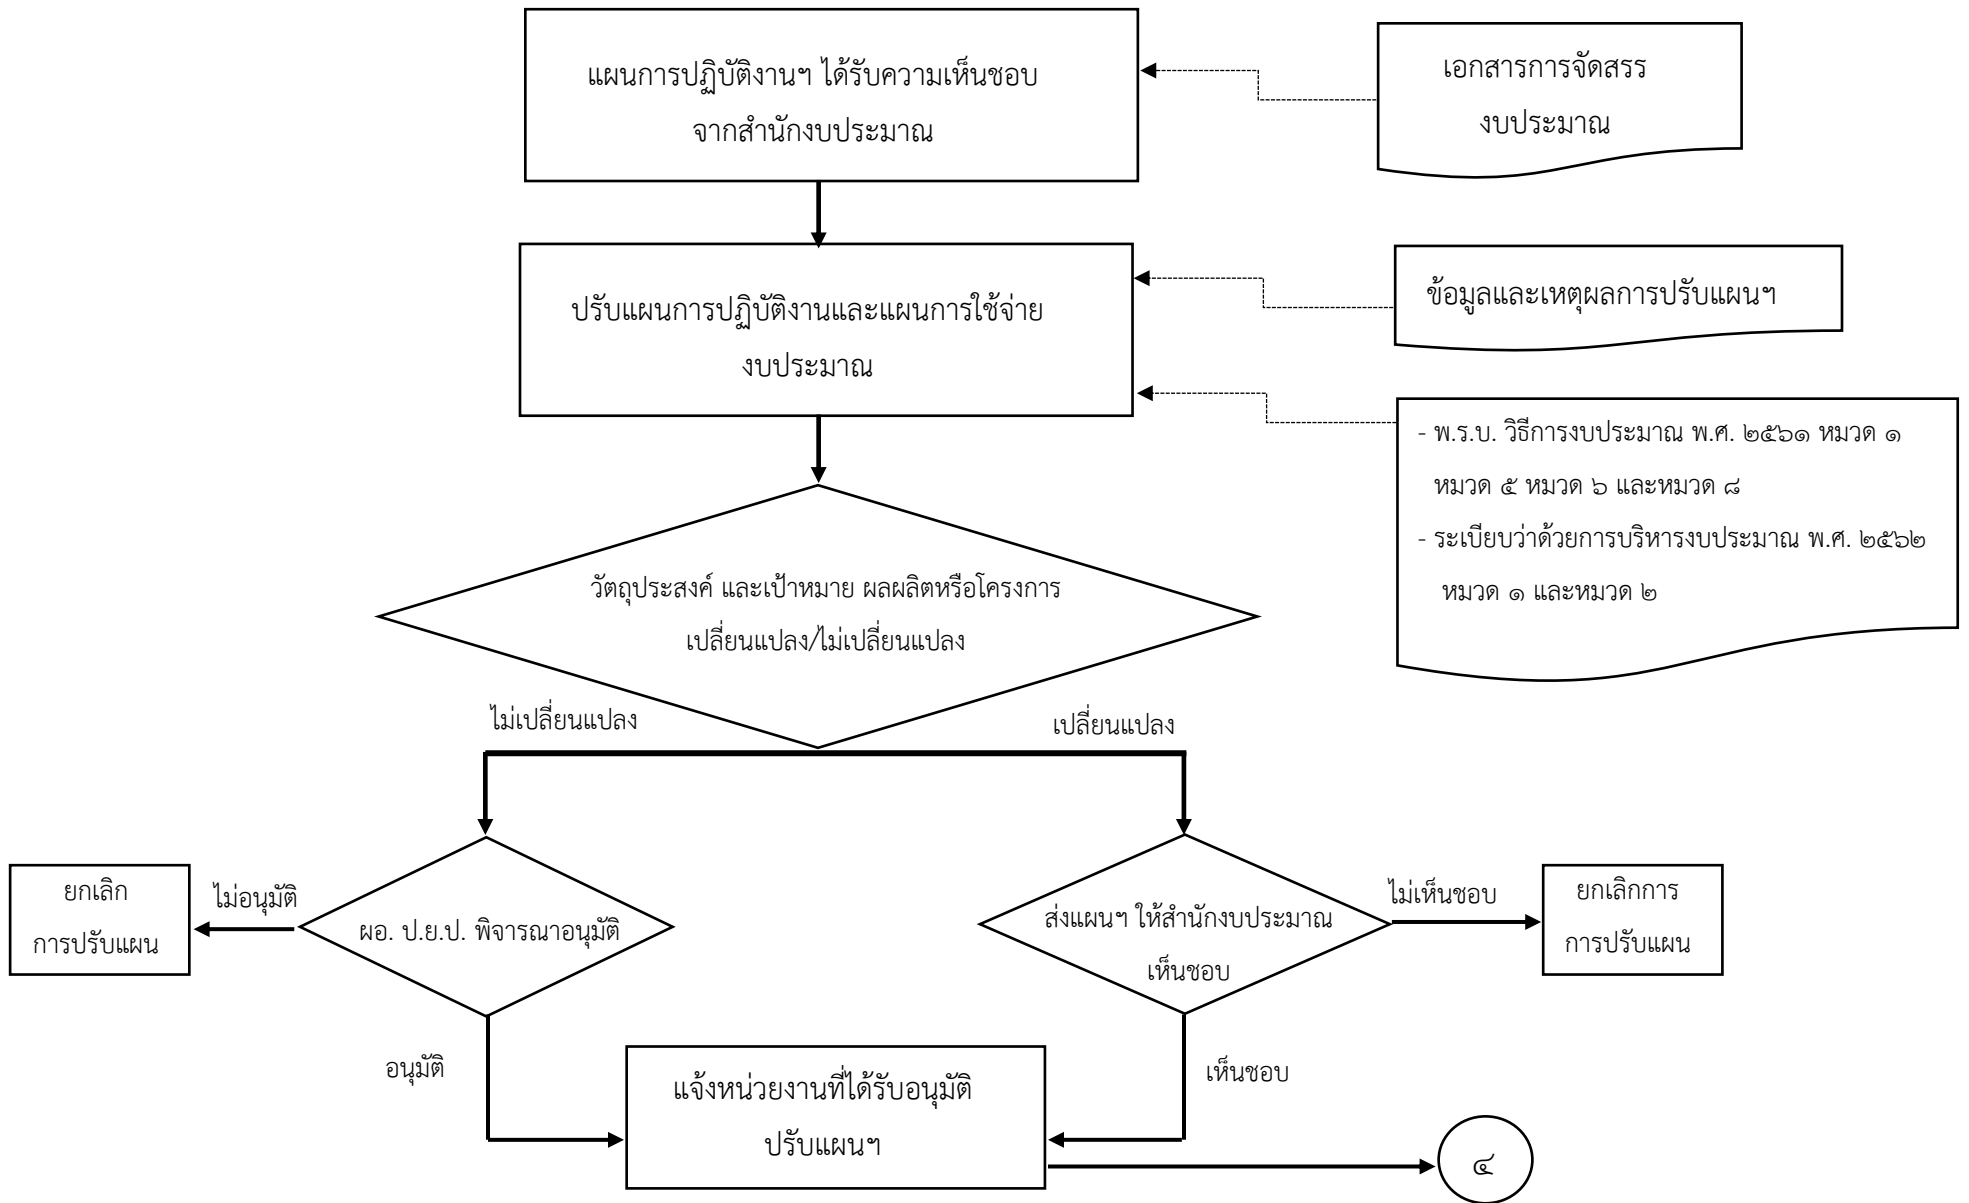 แผนการปฏิบัติงานฯ ได้รับความเห็นชอบ
จากสำนักงบประมาณ
เอกสารการจัดสรร
งบประมาณ
ปรับแผนการปฏิบัติงานและแผนการใช้จ่าย
งบประมาณ
ข้อมูลและเหตุผลการปรับแผนฯ
- พ.ร.บ. วิธีการงบประมาณ พ.ศ. ๒๕๖๑ หมวด ๑
หมวด ๕ หมวด ๖ และหมวด ๘
- ระเบียบว่าด้วยการบริหารงบประมาณ พ.ศ. ๒๕๖๒
หมวด ๑ และหมวด ๒
วัตถุประสงค์ และเป้าหมาย ผลผลิตหรือโครงการ
เปลี่ยนแปลง/ไม่เปลี่ยนแปลง
ไม่เปลี่ยนแปลง
เปลี่ยนแปลง
ยกเลิก
การปรับแผน
ไม่อนุมัติ
ผอ. ป.ย.ป. พิจารณาอนุมัติ
ส่งแผนฯ ให้สำนักงบประมาณ
เห็นชอบ
ไม่เห็นชอบ
ยกเลิกการ
การปรับแผน
อนุมัติ
แจ้งหน่วยงานที่ได้รับอนุมัติ
ปรับแผนฯ
เห็นชอบ
๔